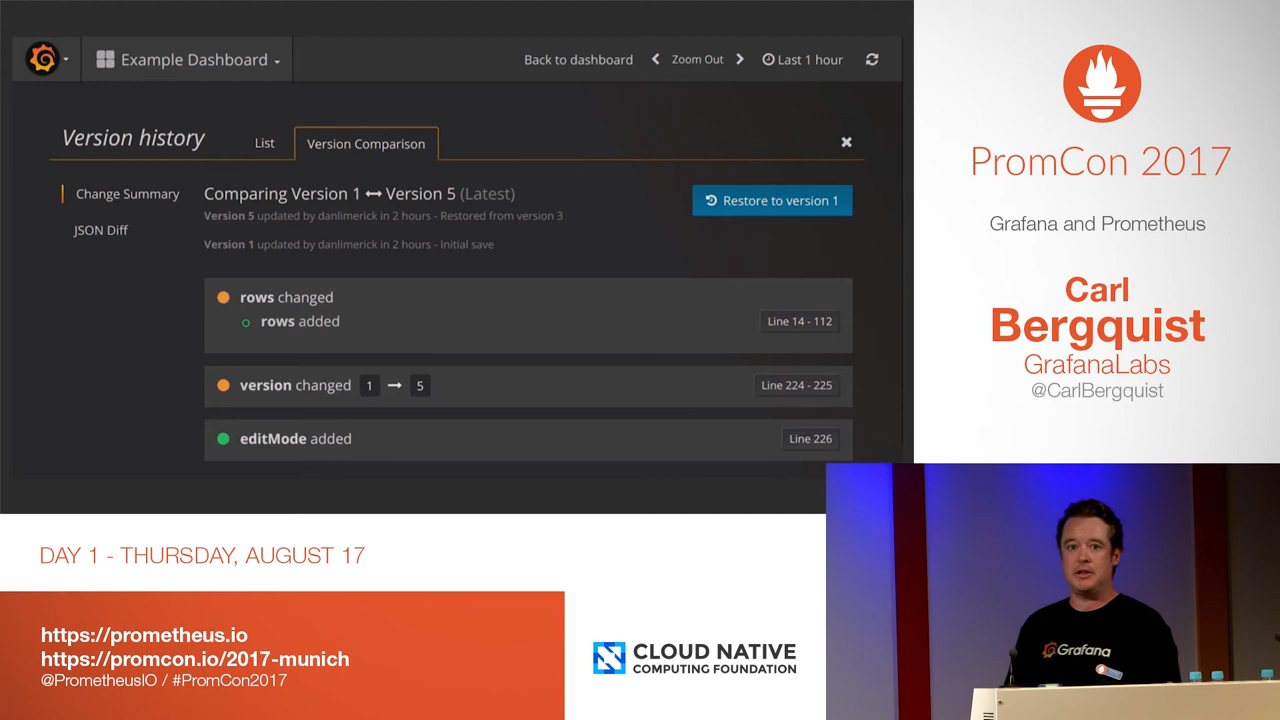 Example Dashboard
Back to dashboard
Zoom Out
Last 1 hour
Version history
List
Version Comparison
Change Summary
JSON Diff
Comparing Version 1 ↔ Version 5 (Latest)
Version 5 updated by danlimerick in 2 hours - Restored from version 3
Version 1 updated by danlimerick in 2 hours - Initial save
Restore to version 1
rows changed
rows added
Line 14 - 112
version changed 1 → 5
Line 224 - 225
editMode added
Line 226
PromCon 2017
Grafana and Prometheus
Carl
Bergquist
GrafanaLabs
@CarlBergquist
DAY 1 - THURSDAY, AUGUST 17
https://prometheus.io
https://promcon.io/2017-munich
@PrometheusIO / #PromCon2017
CLOUD NATIVE
COMPUTING FOUNDATION
Grafana